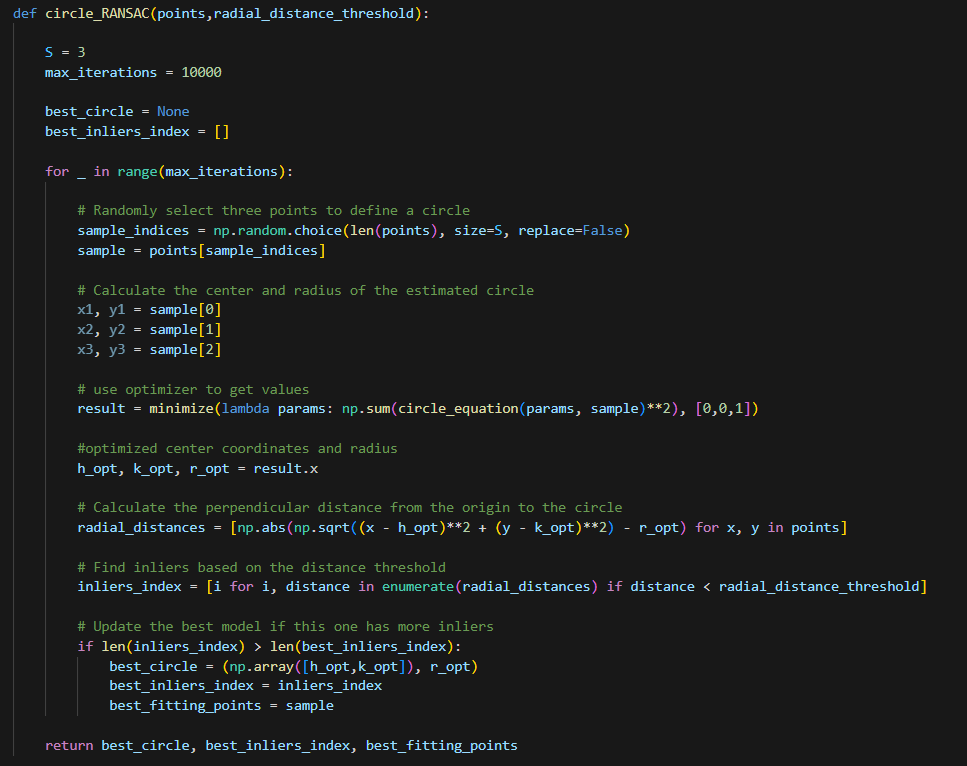 def circle_RANSAC(points,radial_distance_threshold):
S = 3
max_iterations = 10000
best_circle = None
best_inliers_index = []
for _ in range(max_iterations):
# Randomly select three points to define a circle
sample_indices = np.random.choice(len(points), size=S, replace=False)
sample = points[sample_indices]
# Calculate the center and radius of the estimated circle
x1, y1 = sample[0]
x2, y2 = sample[1]
x3, y3 = sample[2]
# use optimizer to get values
result = minimize(lambda params: np.sum(circle_equation(params, sample)**2), [0,0,1])
#optimized center coordinates and radius
h_opt, k_opt, r_opt = result.x
# Calculate the perpendicular distance from the origin to the circle
radial_distances = [np.abs(np.sqrt((x - h_opt)**2 + (y - k_opt)**2) - r_opt) for x, y in points]
# Find inliers based on the distance threshold
inliers_index = [i for i, distance in enumerate(radial_distances) if distance < radial_distance_threshold]
# Update the best model if this one has more inliers
if len(inliers_index) > len(best_inliers_index):
best_circle = (np.array([h_opt,k_opt]), r_opt)
best_inliers_index = inliers_index
best_fitting_points = sample
return best_circle, best_inliers_index, best_fitting_points